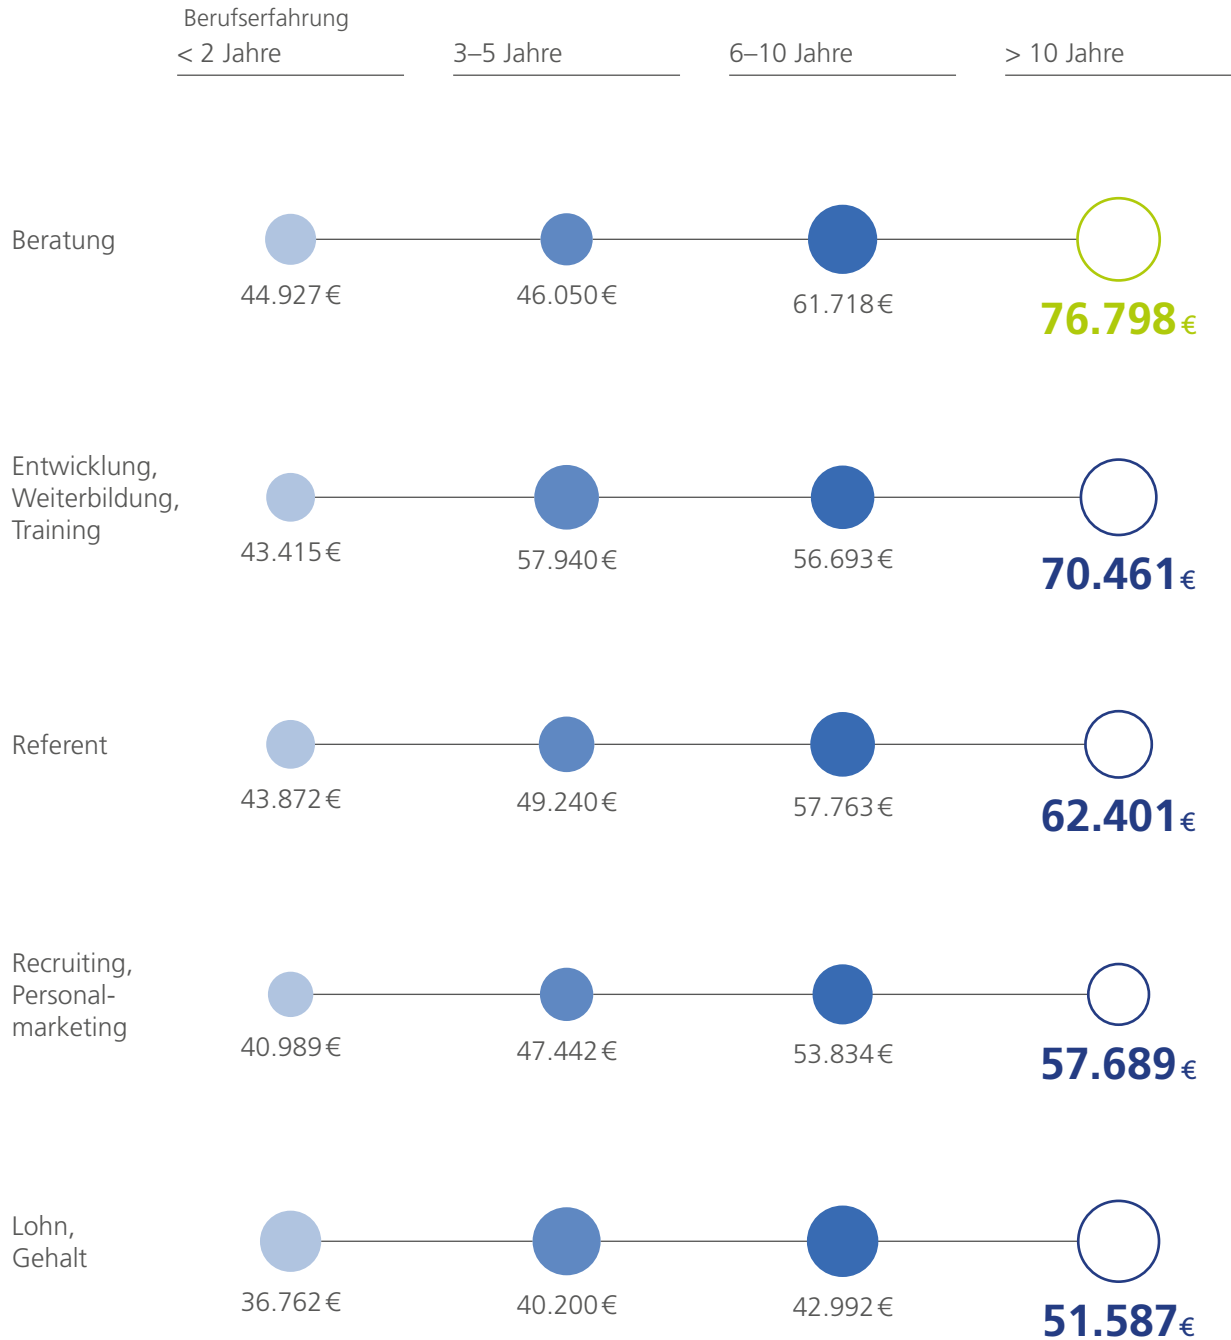 Berufserfahrung
< 2 Jahre 3–5 Jahre 6–10 Jahre > 10 Jahre
Beratung
44.927 € 46.050 € 61.718 € 76.798 €
Entwicklung,
Weiterbildung,
Training
43.415 € 57.940 € 56.693 € 70.461 €
Referent
43.872 € 49.240 € 57.763 € 62.401 €
Recruiting,
Personal-
marketing
40.989 € 47.442 € 53.834 € 57.689 €
Lohn,
Gehalt
36.762 € 40.200 € 42.992 € 51.587 €